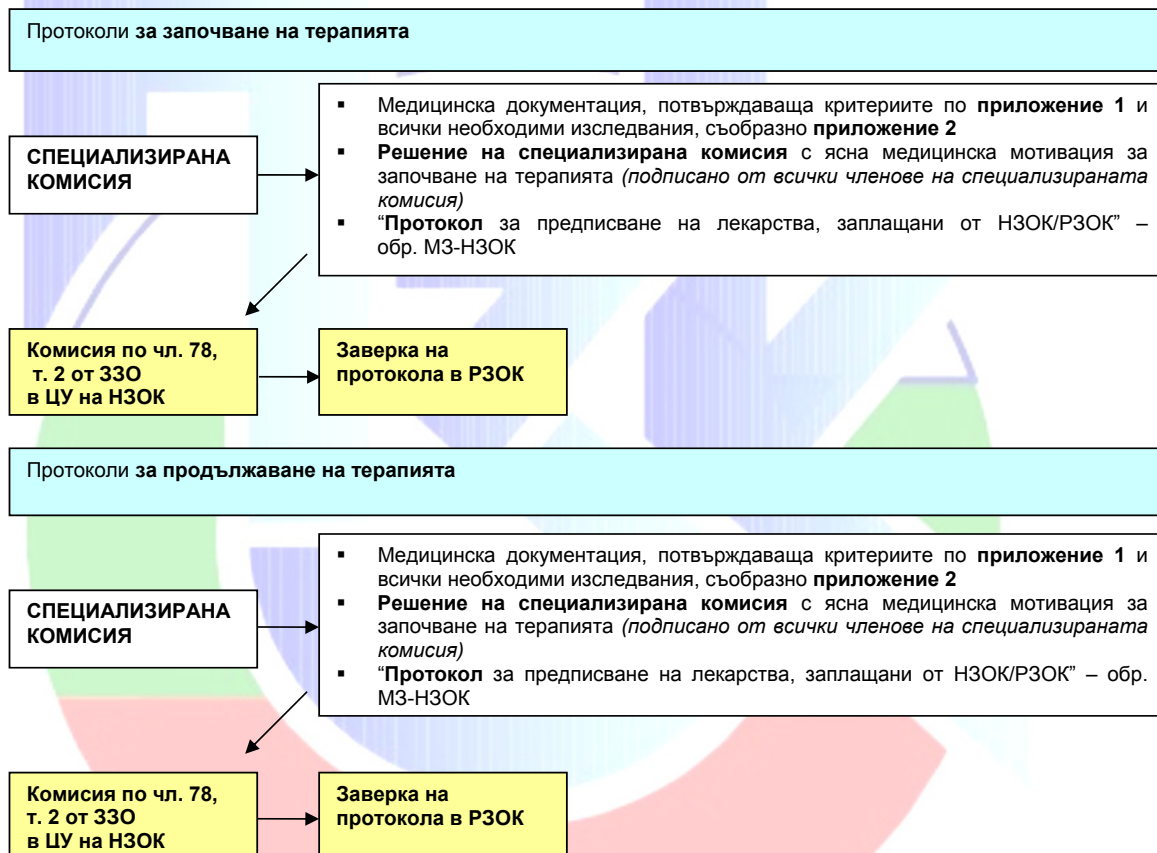 Протоколи за започване на терапията
СПЕЦИАЛИЗИРАНА
КОМИСИЯ
▪ Медицинска документация, потвърждаваща критериите по приложение 1 и
всички необходими изследвания, съобразно приложение 2
▪ Решение на специализирана комисия с ясна медицинска мотивация за
започване на терапията (подписано от всички членове на специализираната
комисия)
▪ “Протокол за предписване на лекарства, заплащани от НЗОК/РЗОК” –
обр. МЗ-НЗОК
Комисия по чл. 78,
т. 2 от ЗЗО
в ЦУ на НЗОК
Заверка на
протокола в РЗОК
Протоколи за продължаване на терапията
СПЕЦИАЛИЗИРАНА
КОМИСИЯ
▪ Медицинска документация, потвърждаваща критериите по приложение 1 и
всички необходими изследвания, съобразно приложение 2
▪ Решение на специализирана комисия с ясна медицинска мотивация за
започване на терапията (подписано от всички членове на специализираната
комисия)
▪ “Протокол за предписване на лекарства, заплащани от НЗОК/РЗОК” – обр.
МЗ-НЗОК
Комисия по чл. 78,
т. 2 от ЗЗО
в ЦУ на НЗОК
Заверка на
протокола в РЗОК